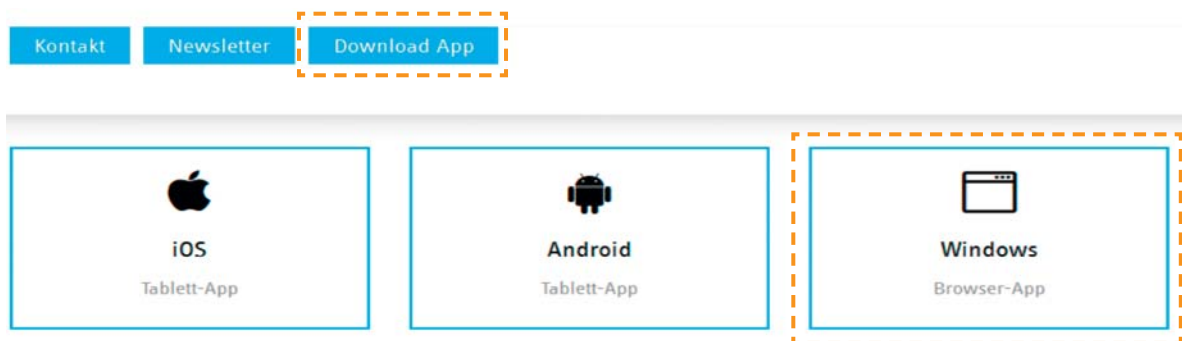 Kontakt Newsletter Download App
iOS Android Windows
Tablett-App Tablett-App Browser-App